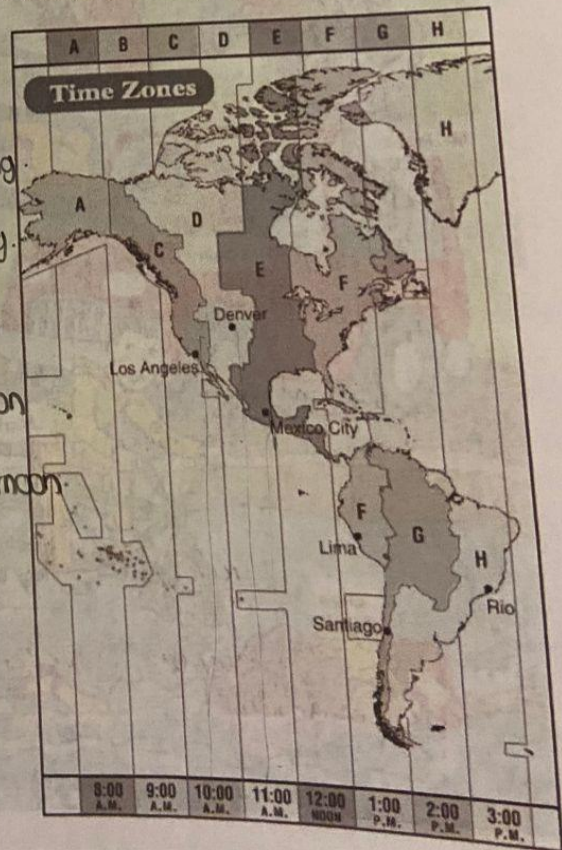 A B C D E F G H
Time Zones
H
A
D
C
E
F
Denver
Los Angeles
Mexico City
F
G
Lima
H
Rio
Santiago
8:00 9:00 10:00 11:00 12:00 1:00 2:00 3:00
A.M. A.M. A.M. A.M. NOON P.M. P.M. P.M.